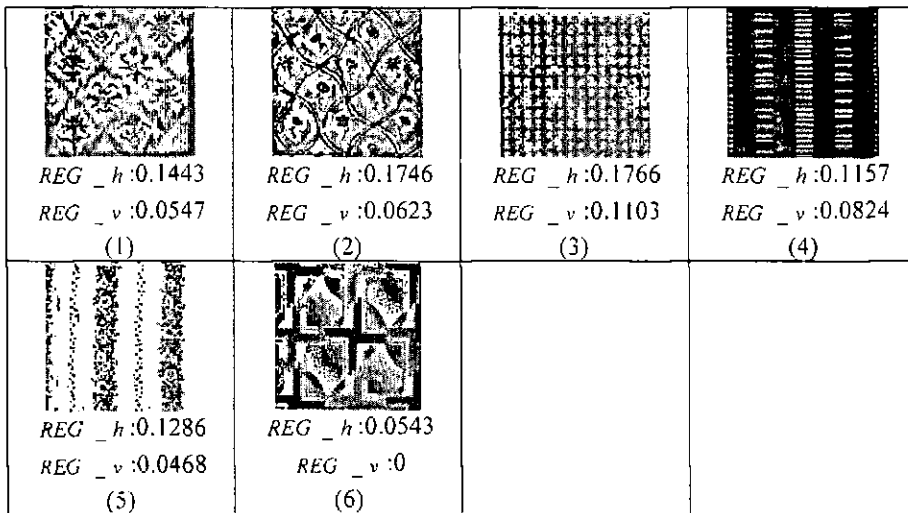 REG _ h :0.1443
REG _ v :0.0547
(1)
REG _ h :0.1746
REG _ v :0.0623
(2)
REG _ h :0.1766
REG _ v :0.1103
(3)
REG _ h :0.1157
REG _ v :0.0824
(4)
REG _ h :0.1286
REG _ v :0.0468
(5)
REG _ h :0.0543
REG _ v :0
(6)